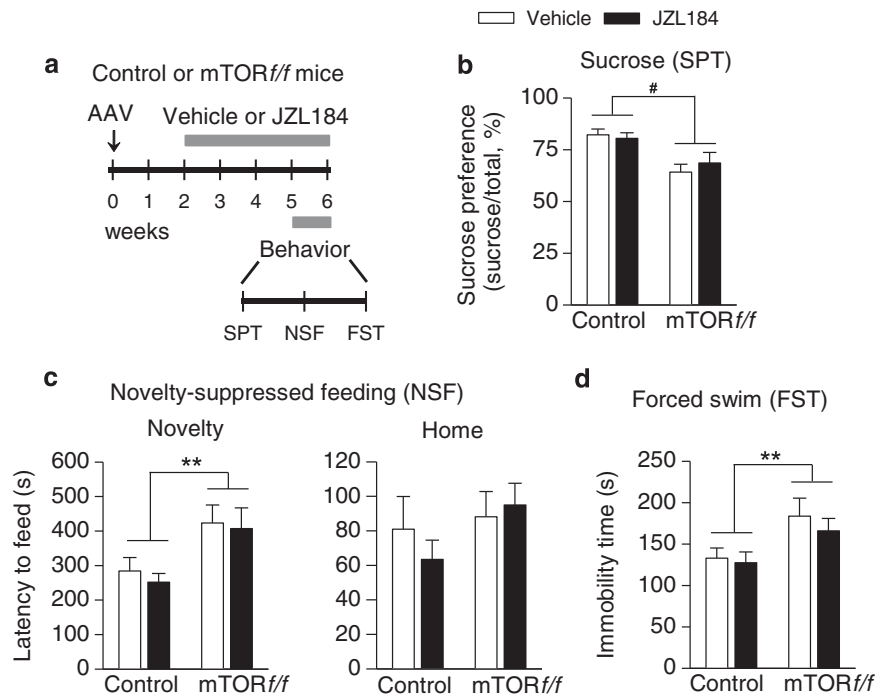 Vehicle JZL184
a
Control or mTORf/f mice
AAV
Vehicle or JZL184
0 1 2 3 4 5 6
weeks
Behavior
SPT NSF FST
b
Sucrose (SPT)
#
Sucrose preference
(sucrose/total, %)
100
75
50
25
0
Control mTORf/f
c
Novelty-suppressed feeding (NSF)
Novelty
**
Latency to feed (s)
600
500
400
300
200
100
0
Control mTORf/f
Home
120
100
80
60
40
20
0
Control mTORf/f
d
Forced swim (FST)
**
Immobility time (s)
250
200
150
100
50
0
Control mTORf/f